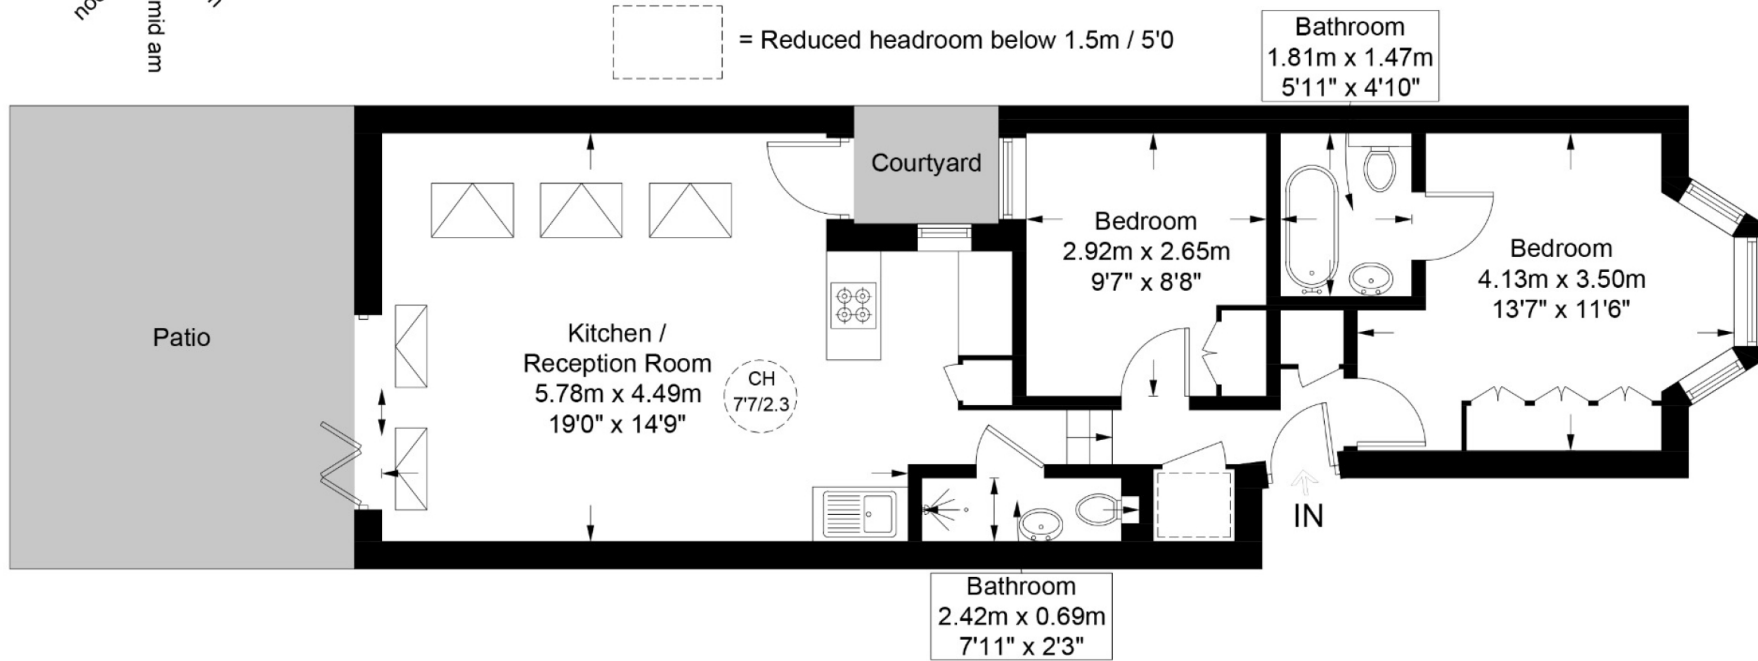 mid am
= Reduced headroom below 1.5m / 5'0
Bathroom
1.81m x 1.47m
5'11" x 4'10"
Courtyard
Bedroom
2.92m x 2.65m
9'7" x 8'8"
Bedroom
4.13m x 3.50m
13'7" x 11'6"
Patio
Kitchen /
Reception Room
5.78m x 4.49m
19'0" x 14'9"
CH
7'7/2.3
IN
Bathroom
2.42m x 0.69m
7'11" x 2'3"